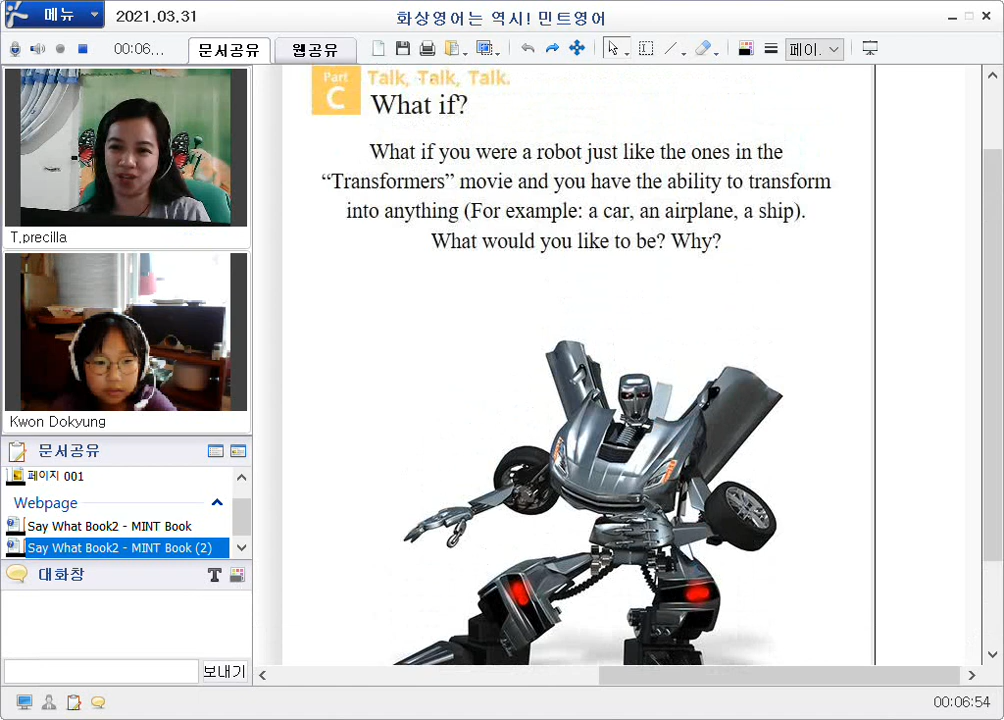 메뉴
2021.03.31
화상영어는 역시! 민트영어
00:06...
문서공유
웹공유
페이.
Part
C
Talk, Talk, Talk.
What if?
What if you were a robot just like the ones in the
“Transformers” movie and you have the ability to transform
into anything (For example: a car, an airplane, a ship).
What would you like to be? Why?
T.precilla
Kwon Dokyung
문서공유
페이지 001
Webpage
Say What Book2 - MINT Book
Say What Book2 - MINT Book (2)
대화창
T
보내기
00:06:54